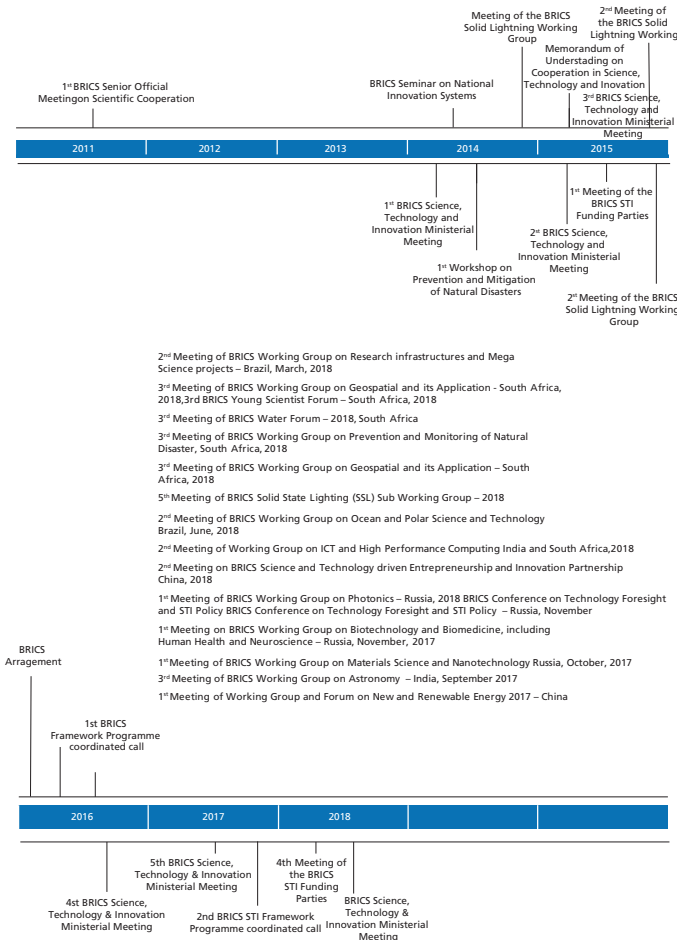 Meeting of the BRICS
Solid Lightning Working
Group
2nd Meeting of
the BRICS Solid
Lightning Working
Memorandum of
Understading on
Cooperation in Science,
Technology and Inovation
1st BRICS Senior Official
Meetingon Scientific Cooperation
BRICS Seminar on National
Innovation Systems
3rd BRICS Science,
Technology and
Innovation Ministerial
Meeting
2011 2012 2013 2014 2015
1st BRICS Science,
Technology and
Innovation Ministerial
Meeting
1st Meeting of the
BRICS STI
Funding Parties
2st BRICS Science,
Technology and
Innovation Ministerial
Meeting
1st Workshop on
Prevention and Mitigation
of Natural Disasters
2st Meeting of the BRICS
Solid Lightning Working
Group
2nd Meeting of BRICS Working Group on Research infrastructures and Mega
Science projects – Brazil, March, 2018
3rd Meeting of BRICS Working Group on Geospatial and its Application - South Africa,
2018,3rd BRICS Young Scientist Forum – South Africa, 2018
3rd Meeting of BRICS Water Forum – 2018, South Africa
3rd Meeting of BRICS Working Group on Prevention and Monitoring of Natural
Disaster, South Africa, 2018
3rd Meeting of BRICS Working Group on Geospatial and its Application – South
Africa, 2018
5th Meeting of BRICS Solid State Lighting (SSL) Sub Working Group – 2018
2nd Meeting of BRICS Working Group on Ocean and Polar Science and Technology
Brazil, June, 2018
2nd Meeting of Working Group on ICT and High Performance Computing India and South Africa,2018
2nd Meeting on BRICS Science and Technology driven Entrepreneurship and Innovation Partnership
China, 2018
1st Meeting of BRICS Working Group on Photonics – Russia, 2018 BRICS Conference on Technology Foresight
and STI Policy BRICS Conference on Technology Foresight and STI Policy – Russia, November
1st Meeting on BRICS Working Group on Biotechnology and Biomedicine, including
Human Health and Neuroscience – Russia, November, 2017
1st Meeting of BRICS Working Group on Materials Science and Nanotechnology Russia, October, 2017
3rd Meeting of BRICS Working Group on Astronomy – India, September 2017
1st Meeting of Working Group and Forum on New and Renewable Energy 2017 – China
BRICS
Arragement
1st BRICS
Framework Programme
coordinated call
2016 2017 2018
5th BRICS Science,
Technology & Innovation
Ministerial Meeting
4th Meeting of
the BRICS
STI Funding
Parties
4st BRICS Science,
Technology & Innovation
Ministerial Meeting
2nd BRICS STI Framework
Programme coordinated call
BRICS Science,
Technology &
Innovation Ministerial
Meeting